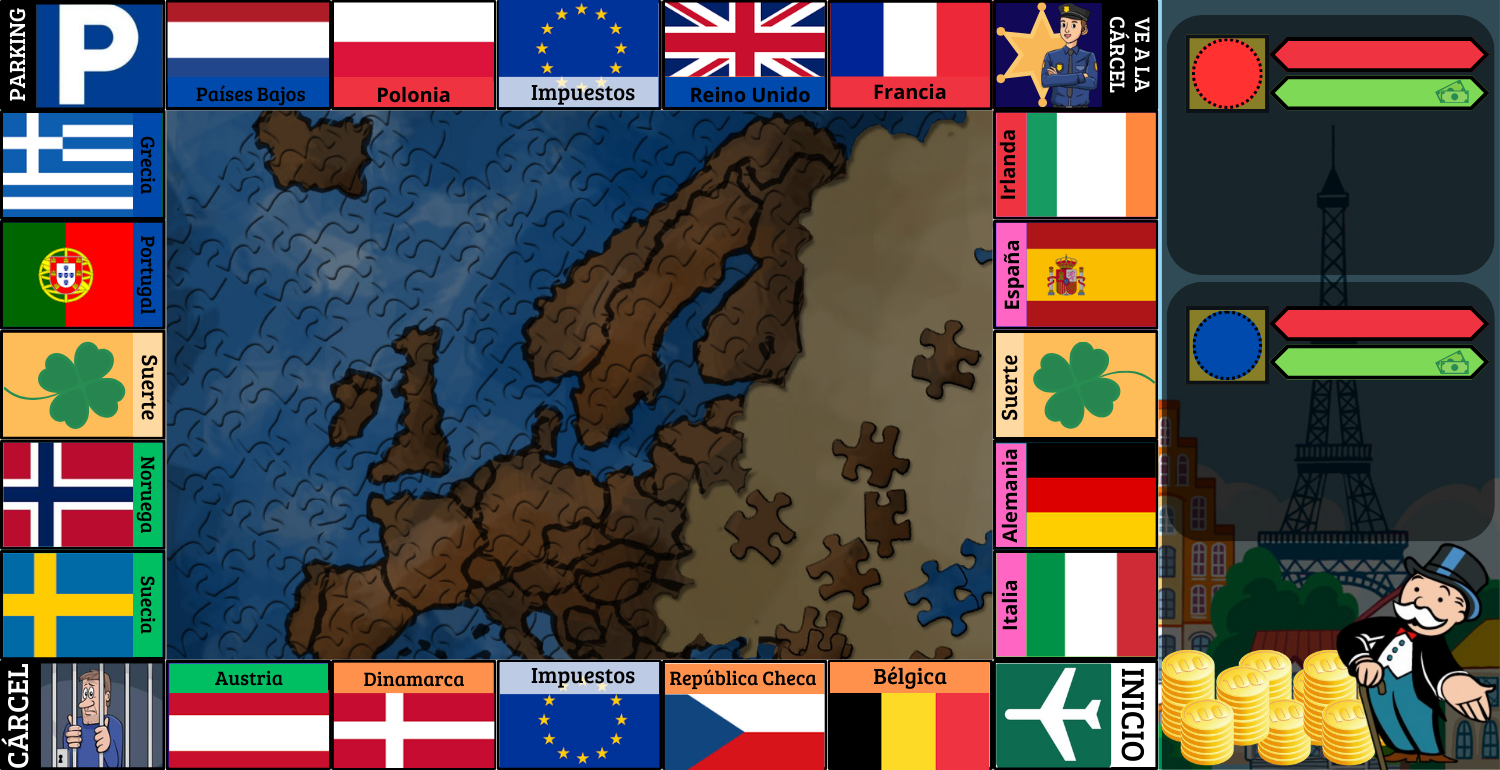 PARKING
Países Bajos
Polonia
Impuestos
Reino Unido
Francia
VE A LA
CÁRCEL
Grecia
Portugal
Suerte
Noruega
Suecia
Irlanda
España
Suerte
Alemania
Italia
CÁRCEL
Austria
Dinamarca
Impuestos
República Checa
Bélgica
INICIO